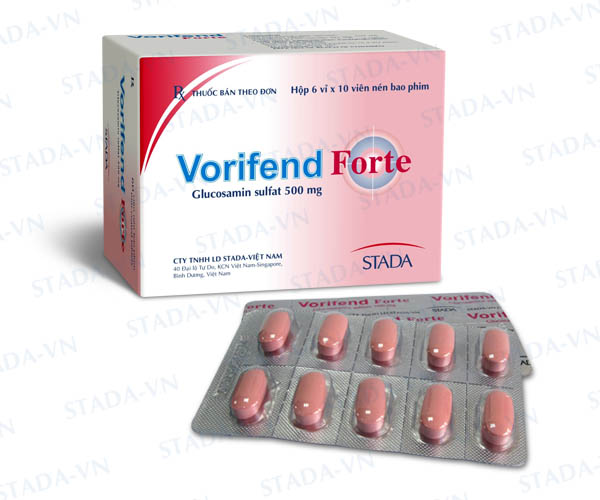 ℞ THUỐC BÁN THEO ĐƠN
Hộp 6 vỉ x 10 viên nén bao phim
Vorifend Forte
Glucosamin sulfat 500 mg
CTY TNHH LD STADA-VIỆT NAM
40 Đại lộ Tự Do, KCN Việt Nam-Singapore,
Bình Dương, Việt Nam
STADA
Vorifend Forte
Vorifend Forte
Vorifend
STADA
STADA-VN